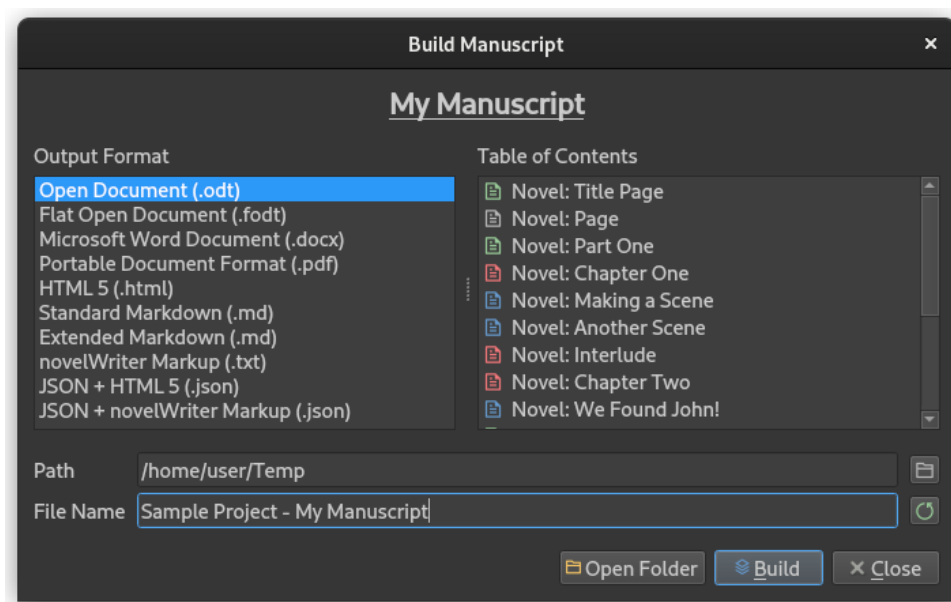 Build Manuscript
My Manuscript
Output Format
Open Document (.odt)
Flat Open Document (.fodt)
Microsoft Word Document (.docx)
Portable Document Format (.pdf)
HTML 5 (.html)
Standard Markdown (.md)
Extended Markdown (.md)
novelWriter Markup (.txt)
JSON + HTML 5 (.json)
JSON + novelWriter Markup (.json)
Table of Contents
Novel: Title Page
Novel: Page
Novel: Part One
Novel: Chapter One
Novel: Making a Scene
Novel: Another Scene
Novel: Interlude
Novel: Chapter Two
Novel: We Found John!
Path /home/user/Temp
File Name Sample Project - My Manuscript
Open Folder Build Close